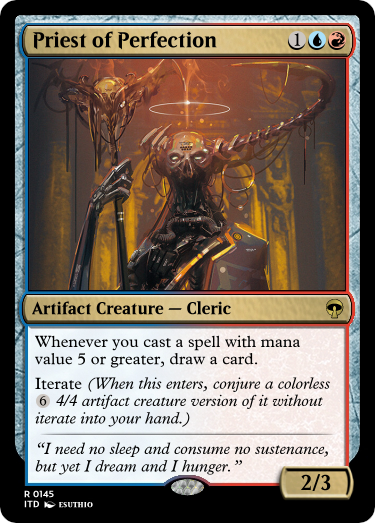 Priest of Perfection 1
Artifact Creature — Cleric
Whenever you cast a spell with mana
value 5 or greater, draw a card.
Iterate (When this enters, conjure a colorless
6 4/4 artifact creature version of it without
iterate into your hand.)
“I need no sleep and consume no sustenance,
but yet I dream and I hunger.”
2/3
R 0145
ITD ESUTHIO